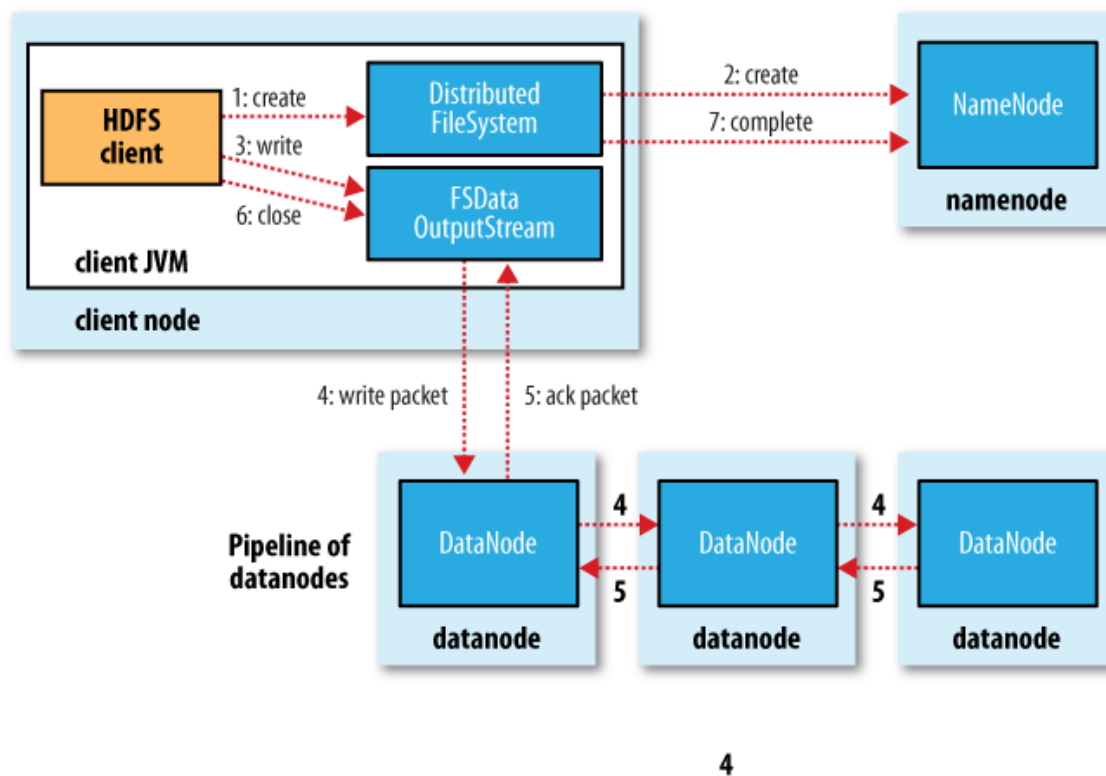 1: create
HDFS
client
3: write
6: close
Distributed
FileSystem
FSData
OutputStream
client JVM
client node
2: create
7: complete
NameNode
namenode
4: write packet
5: ack packet
Pipeline of
datanodes
DataNode
datanode
4
5
DataNode
datanode
4
5
DataNode
datanode
4